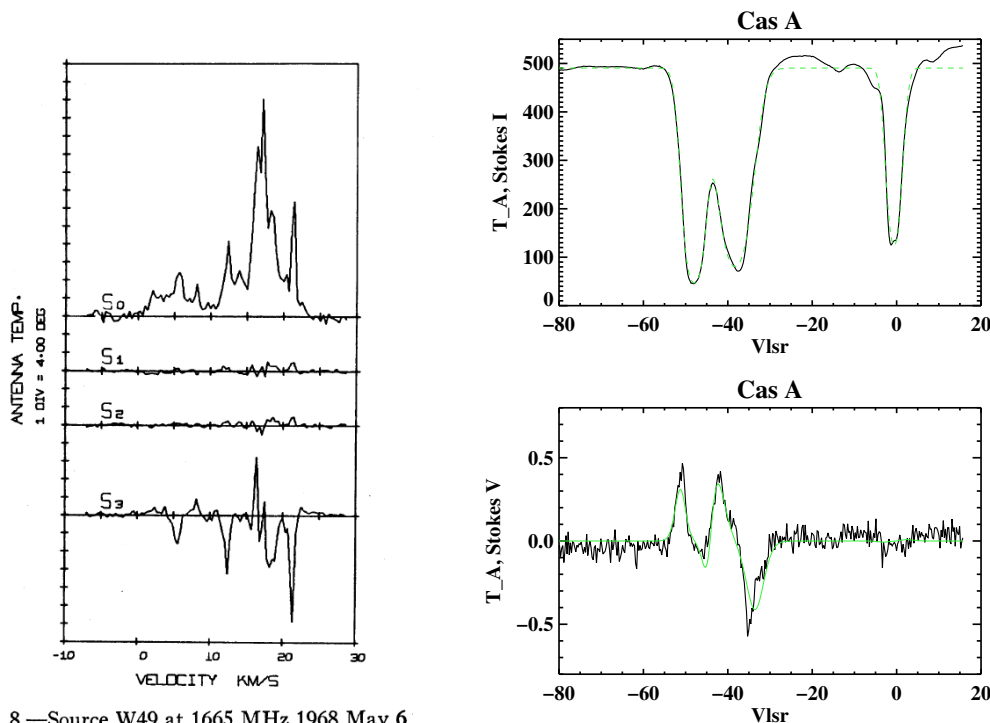 S0
S1
S2
S3
ANTENNA TEMP.
1 DIV = 4.00 DEG
-10 0 10 20 30
VELOCITY KM/S
8 —Source W49 at 1665 MHz 1968 May 6
Cas A
500
400
300
200
100
0
T_A, Stokes I
−80 −60 −40 −20 0 20
Vlsr
Cas A
0.5
0.0
−0.5
T_A, Stokes V
−80 −60 −40 −20 0 20
Vlsr